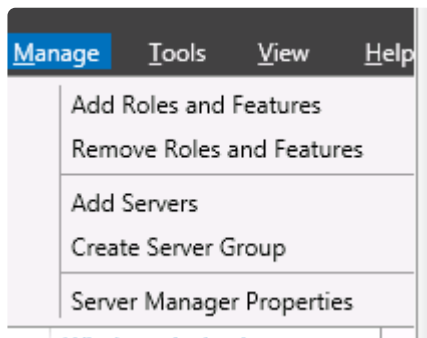 Manage Tools View Help
Add Roles and Features
Remove Roles and Features
Add Servers
Create Server Group
Server Manager Properties